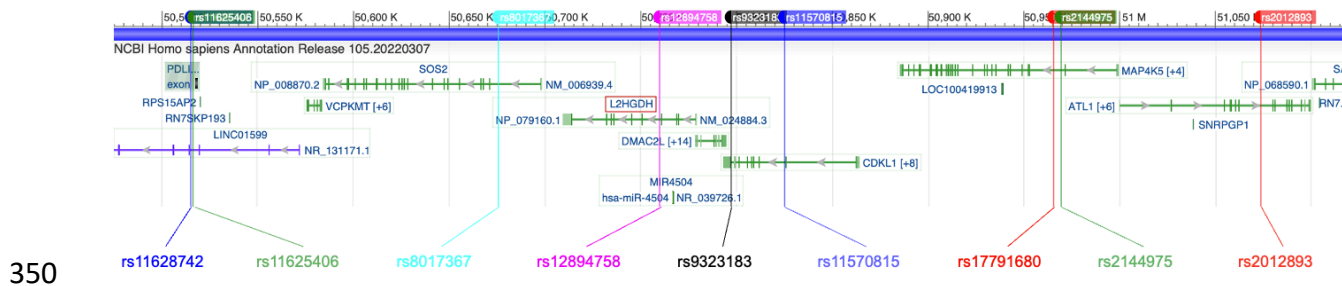 50,5 rs11625406 50,550 K 50,600 K 50,650 rs8017367 0,700 K 50, rs12894758 rs9323183 rs11570815 ,850 K 50,900 K 50,95 rs2144975 51 M 51,050 rs2012893
NCBI Homo sapiens Annotation Release 105.20220307
PDLI... SOS2 MAP4K5 [+4]
exon NP_008870.2 NM_006939.4 LOC100419913 NP_068590.1
RPS15AP2 VCPKMT [+6] L2HGDH ATL1 [+6] RN7
RN7SKP193 NP_079160.1 NM_024884.3 SNRPGP1
LINC01599 DMAC2L [+14]
NR_131171.1 CDKL1 [+8]
MIR4504
hsa-miR-4504 NR_039726.1
rs11628742 rs11625406 rs8017367 rs12894758 rs9323183 rs11570815 rs17791680 rs2144975 rs2012893
350